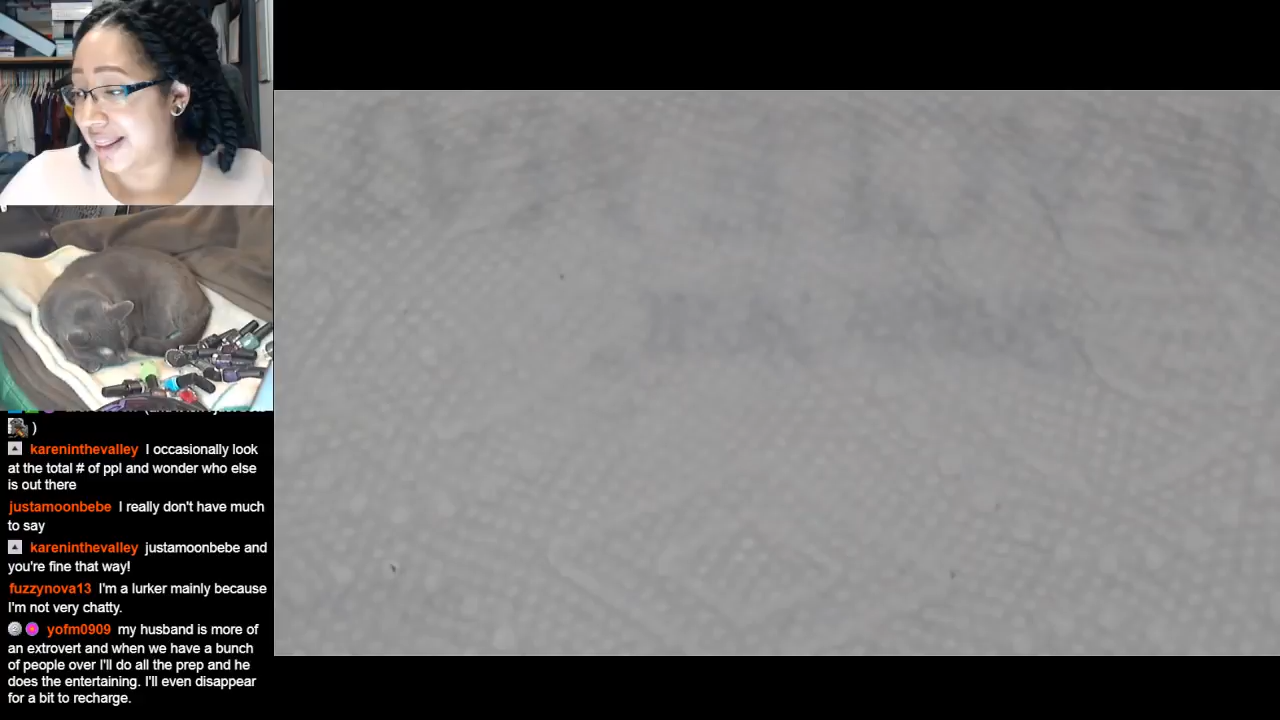 )
kareninthevalley I occasionally look
at the total # of ppl and wonder who else
is out there
justamoonbebe I really don't have much
to say
kareninthevalley justamoonbebe and
you're fine that way!
fuzzynova13 I'm a lurker mainly because
I'm not very chatty.
yofm0909 my husband is more of
an extrovert and when we have a bunch
of people over I'll do all the prep and he
does the entertaining. I'll even disappear
for a bit to recharge.